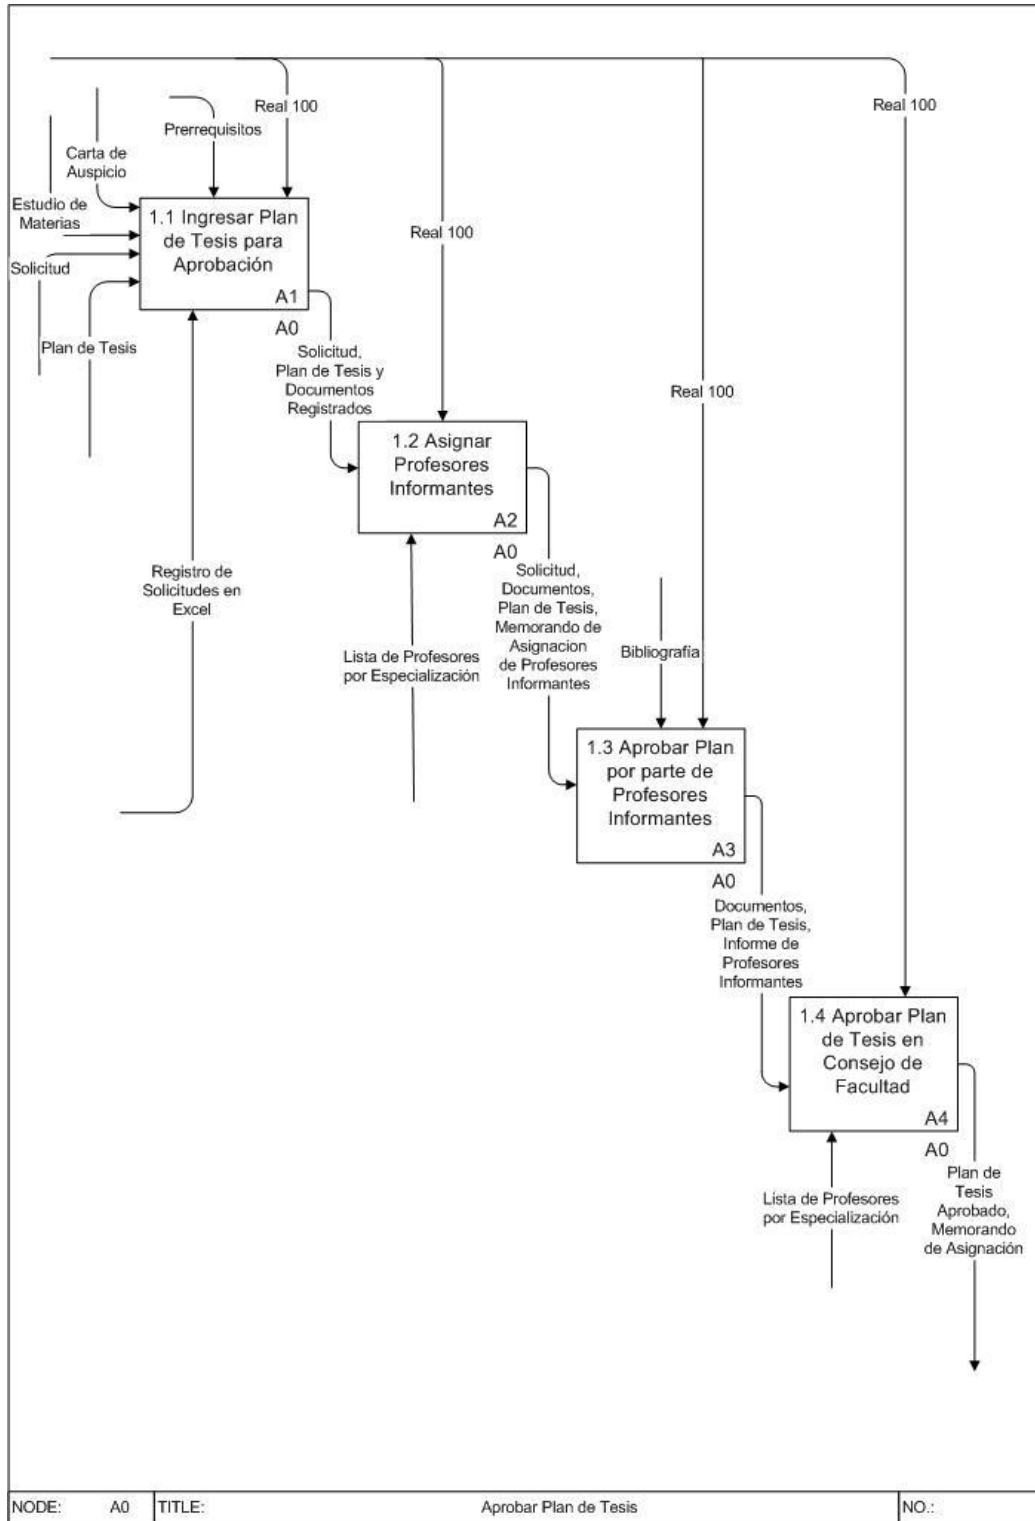 Real 100
Real 100
Prerrequisitos
Carta de
Auspicio
Estudio de
Materias
Solicitud
Plan de Tesis
1.1 Ingresar Plan
de Tesis para
Aprobación
A1
A0
Real 100
Solicitud,
Plan de Tesis y
Documentos
Registrados
Real 100
1.2 Asignar
Profesores
Informantes
A2
A0
Registro de
Solicitudes en
Excel
Lista de Profesores
por Especialización
Solicitud,
Documentos,
Plan de Tesis,
Memorando de
Asignacion
de Profesores
Informantes
Bibliografía
1.3 Aprobar Plan
por parte de
Profesores
Informantes
A3
A0
Documentos,
Plan de Tesis,
Informe de
Profesores
Informantes
1.4 Aprobar Plan
de Tesis en
Consejo de
Facultad
A4
A0
Lista de Profesores
por Especialización
Plan de
Tesis
Aprobado,
Memorando
de Asignación
NODE: A0 TITLE: Aprobar Plan de Tesis NO.: